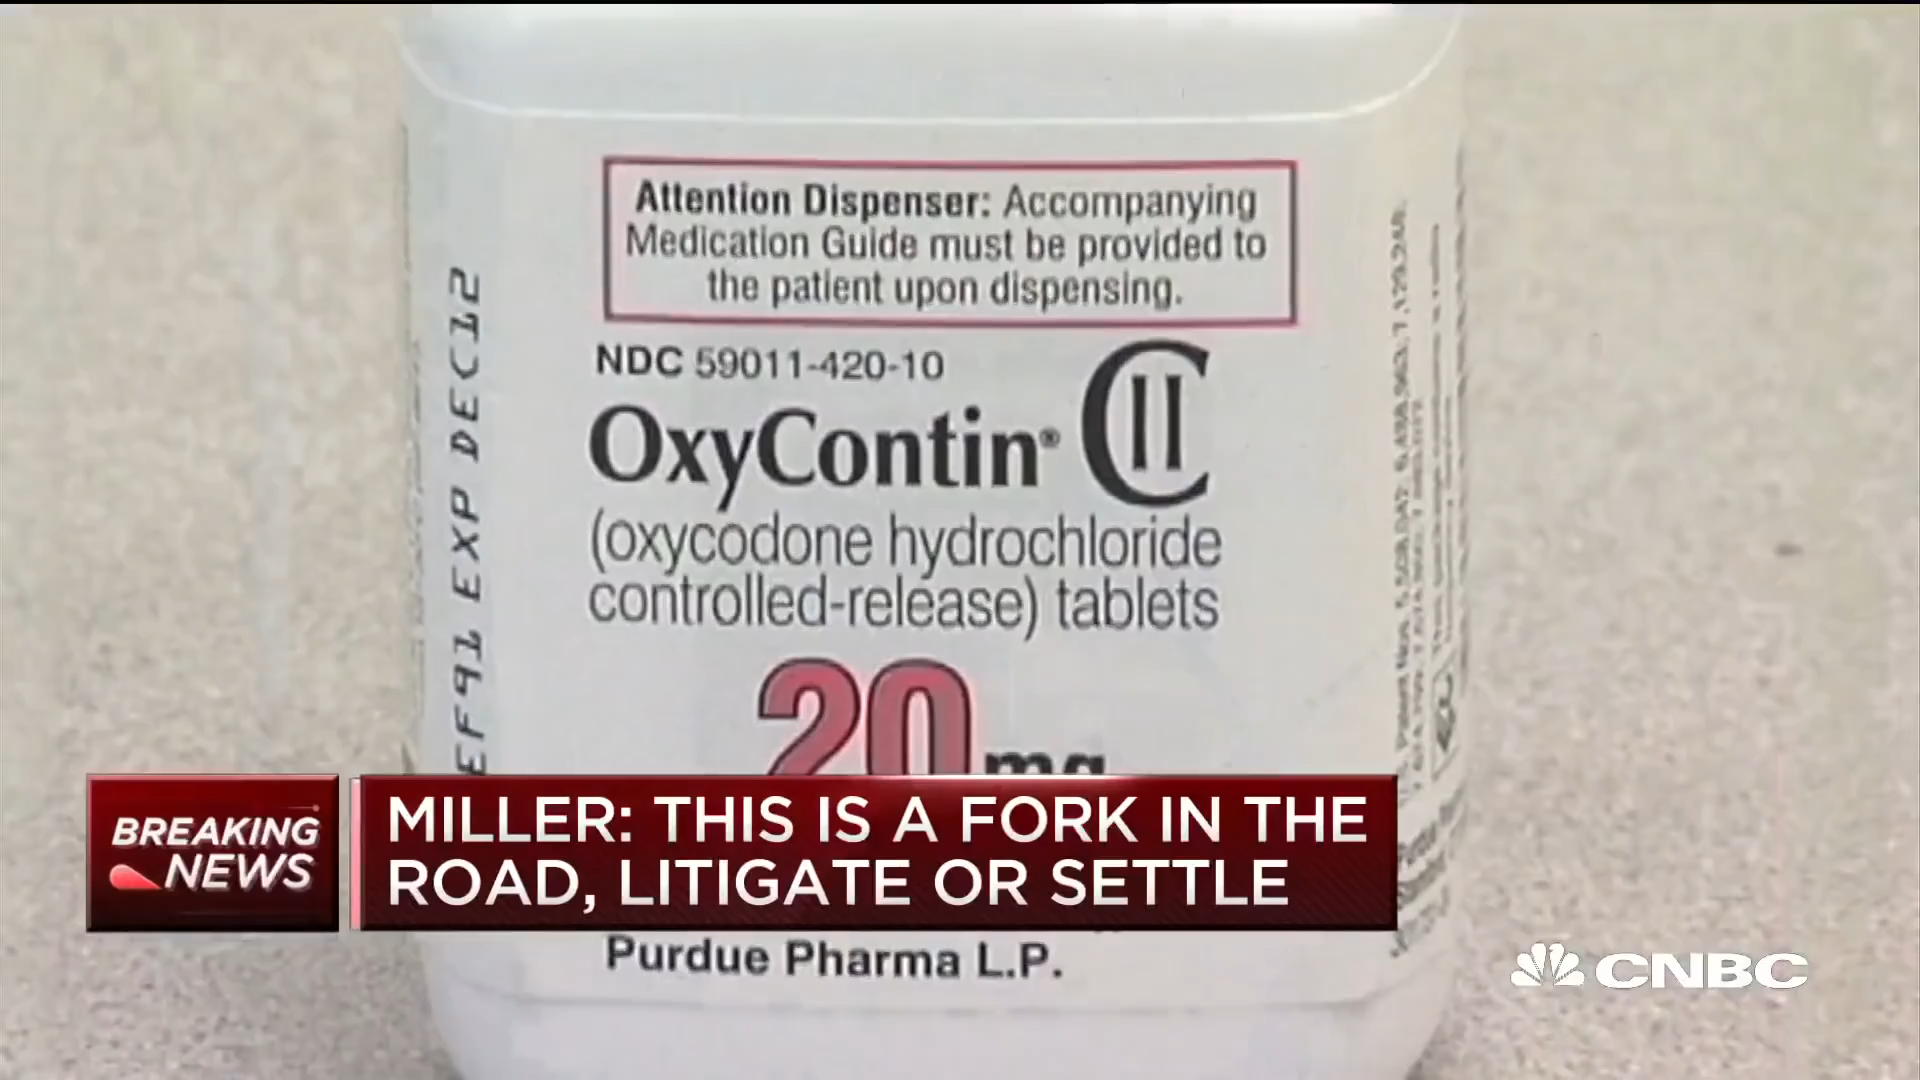 Attention Dispenser: Accompanying
Medication Guide must be provided to
the patient upon dispensing.
NDC 59011-420-10
OxyContin® CII
(oxycodone hydrochloride
controlled-release) tablets
20 mg
EF91 EXP DEC12
BREAKING
NEWS
MILLER: THIS IS A FORK IN THE
ROAD, LITIGATE OR SETTLE
Purdue Pharma L.P.
CNBC